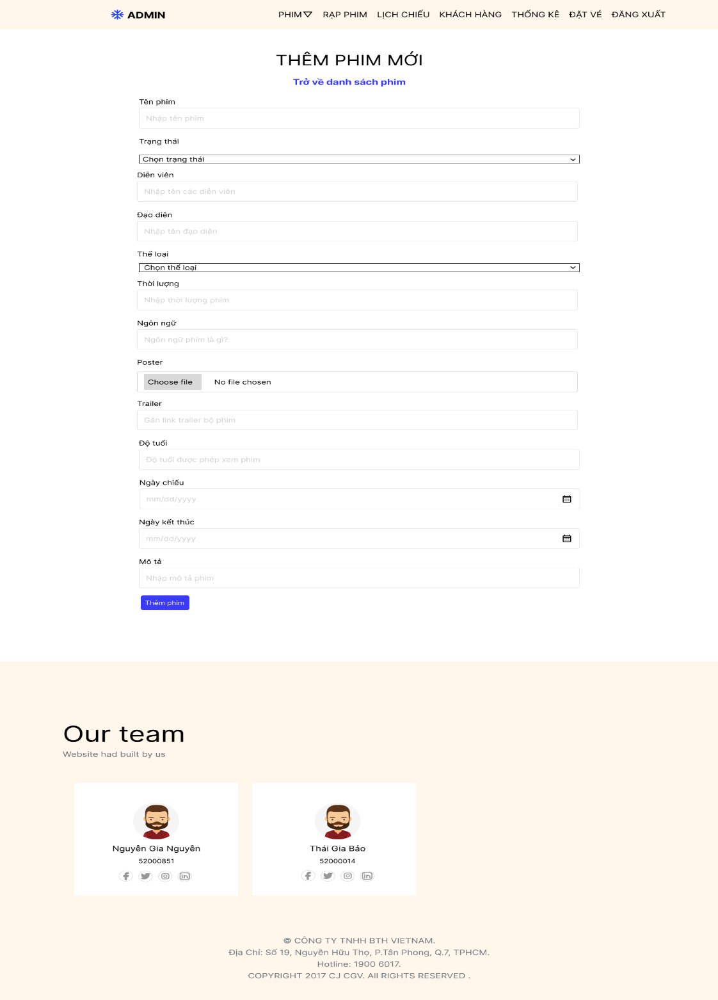 ADMIN PHIM RẠP PHIM LỊCH CHIẾU KHÁCH HÀNG THỐNG KÊ ĐẶT VÉ ĐĂNG XUẤT
THÊM PHIM MỚI
Trở về danh sách phim
Tên phim
Nhập tên phim
Trạng thái
Chọn trạng thái
Diễn viên
Nhập tên các diễn viên
Đạo diễn
Nhập tên đạo diễn
Thể loại
Chọn thể loại
Thời lượng
Nhập thời lượng phim
Ngôn ngữ
Ngôn ngữ phim là gì?
Poster
Choose file No file chosen
Trailer
Gắn link trailer bộ phim
Độ tuổi
Độ tuổi được phép xem phim
Ngày chiếu
mm/dd/yyyy
Ngày kết thúc
mm/dd/yyyy
Mô tả
Nhập mô tả phim
Thêm phim
Our team
Website had built by us
Nguyễn Gia Nguyễn
52000851
Thái Gia Bảo
52000014
© CÔNG TY TNHH BTH VIETNAM.
Địa Chỉ: Số 19, Nguyễn Hữu Thọ, P.Tân Phong, Q.7, TPHCM.
Hotline: 1900 6017.
COPYRIGHT 2017 CJ CGV. All RIGHTS RESERVED .